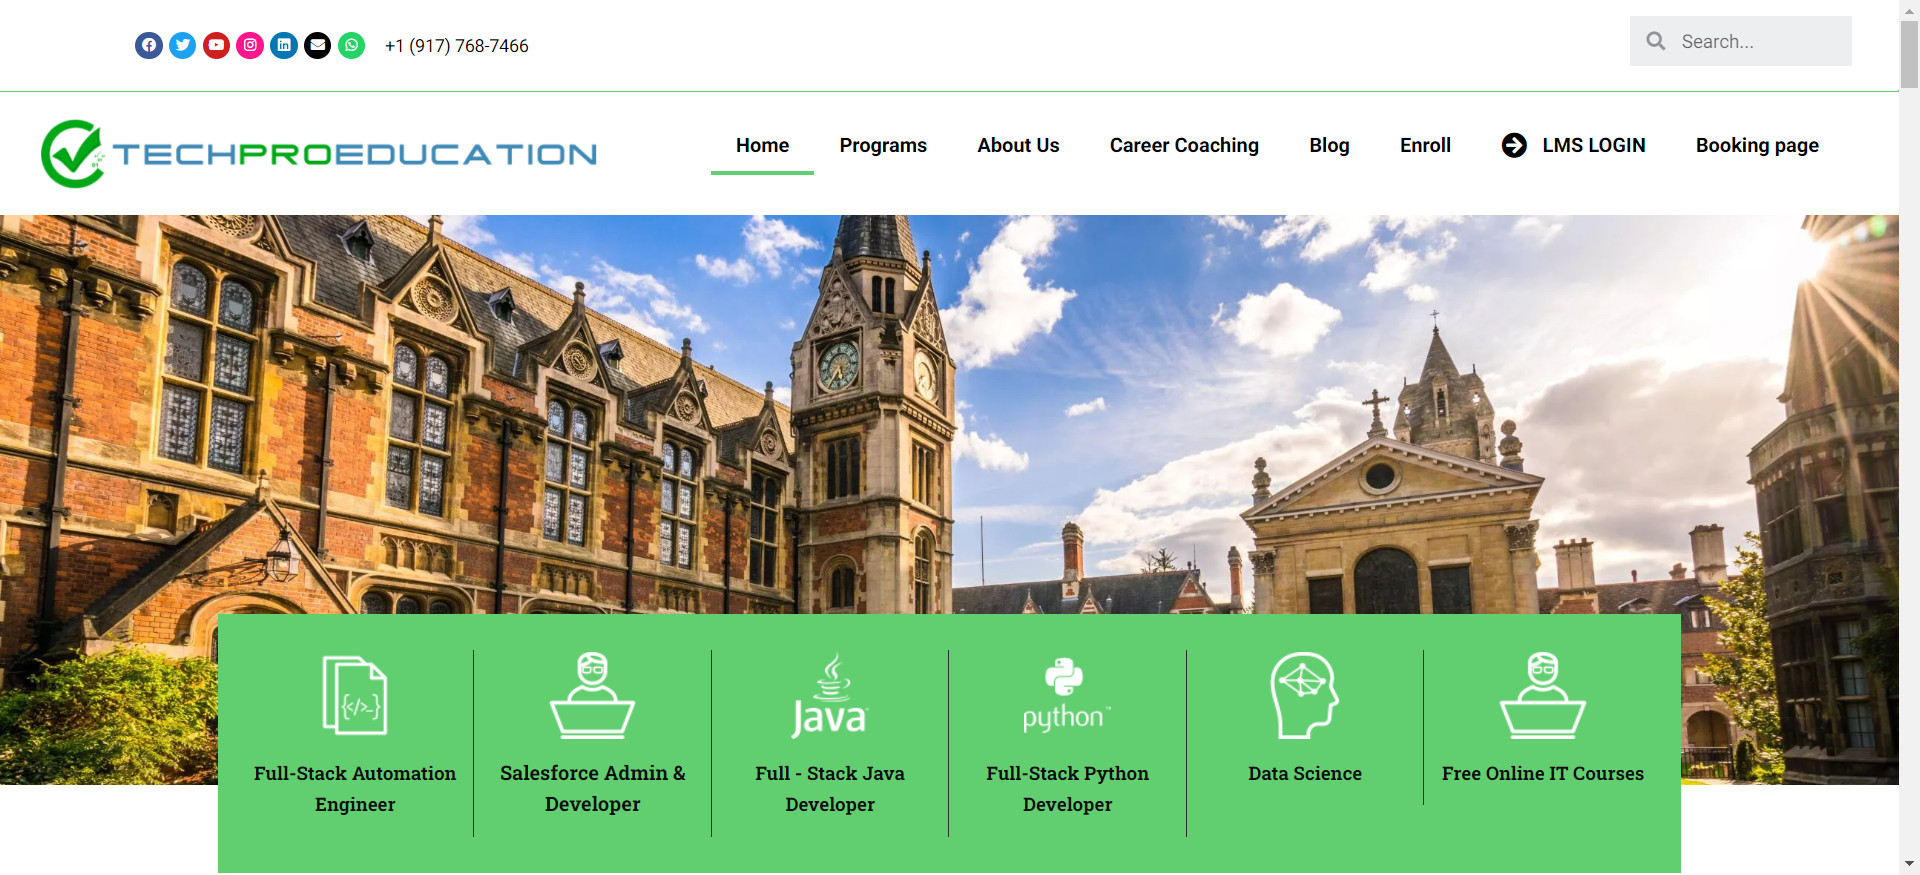 +1 (917) 768-7466
Search...
TECHPROEDUCATION
Home Programs About Us Career Coaching Blog Enroll LMS LOGIN Booking page
</>_
Java
python
Full-Stack Automation Engineer
Salesforce Admin & Developer
Full - Stack Java Developer
Full-Stack Python Developer
Data Science
Free Online IT Courses